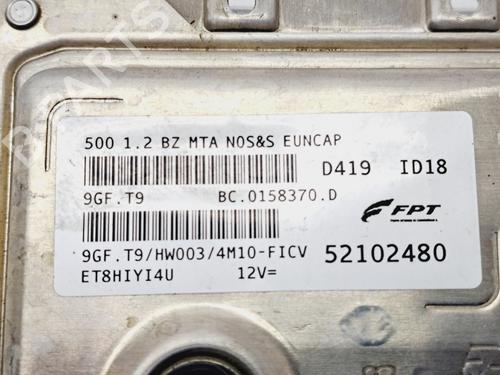 500 1.2 BZ MTA NOS&S EUNCAP
D419 ID18
9GF.T9 BC.0158370.D
FPT
9GF.T9/HW003/4M10-FICV 52102480
ET8HIYI4U 12V=